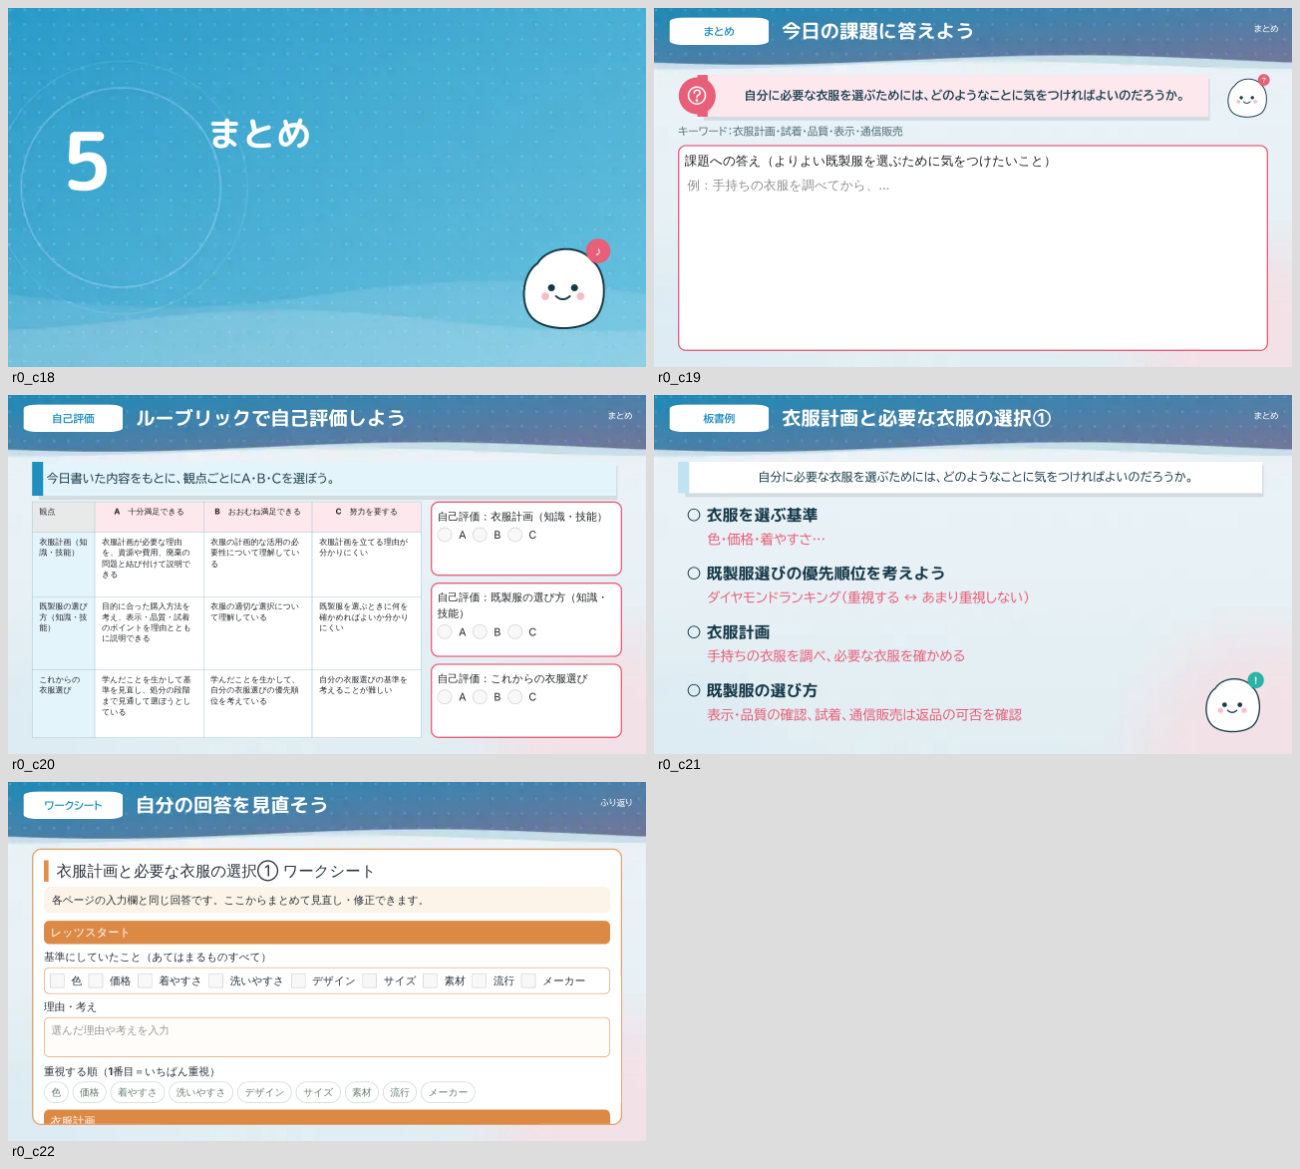 5
まとめ
♪
r0_c18
まとめ
今日の課題に答えよう
まとめ
?
自分に必要な衣服を選ぶためには、どのようなことに気をつければよいのだろうか。
?
キーワード：衣服計画・試着・品質・表示・通信販売
課題への答え（よりよい既製服を選ぶために気をつけたいこと）
例：手持ちの衣服を調べてから、…
r0_c19
自己評価
ルーブリックで自己評価しよう
まとめ
今日書いた内容をもとに、観点ごとにA・B・Cを選ぼう。
観点
A 十分満足できる
B おおむね満足できる
C 努力を要する
衣服計画（知
識・技能）
衣服計画が必要な理由
を、資源や費用、廃棄の
問題と結び付けて説明で
きる
衣服の計画的な活用の必
要性について理解してい
る
衣服計画を立てる理由が
分かりにくい
既製服の選び
方（知識・技
能）
目的に合った購入方法を
考え、表示・品質・試着
のポイントを理由ととも
に説明できる
衣服の適切な選択につい
て理解している
既製服を選ぶときに何を
確かめればよいか分かり
にくい
これからの
衣服選び
学んだことを生かして基
準を見直し、処分の段階
まで見通して選ぼうとし
ている
学んだことを生かして、
自分の衣服選びの優先順
位を考えている
自分の衣服選びの基準を
考えることが難しい
自己評価：衣服計画（知識・技能）
A B C
自己評価：既製服の選び方（知識・
技能）
A B C
自己評価：これからの衣服選び
A B C
r0_c20
板書例
衣服計画と必要な衣服の選択①
まとめ
自分に必要な衣服を選ぶためには、どのようなことに気をつければよいのだろうか。
○ 衣服を選ぶ基準
色・価格・着やすさ…
○ 既製服選びの優先順位を考えよう
ダイヤモンドランキング（重視する ↔ あまり重視しない）
○ 衣服計画
手持ちの衣服を調べ、必要な衣服を確かめる
○ 既製服の選び方
表示・品質の確認、試着、通信販売は返品の可否を確認
!
r0_c21
ワークシート
自分の回答を見直そう
ふり返り
衣服計画と必要な衣服の選択① ワークシート
各ページの入力欄と同じ回答です。ここからまとめて見直し・修正できます。
レッツスタート
基準にしていたこと（あてはまるものすべて）
色 価格 着やすさ 洗いやすさ デザイン サイズ 素材 流行 メーカー
理由・考え
選んだ理由や考えを入力
重視する順（1番目＝いちばん重視）
色 価格 着やすさ 洗いやすさ デザイン サイズ 素材 流行 メーカー
衣服計画
r0_c22